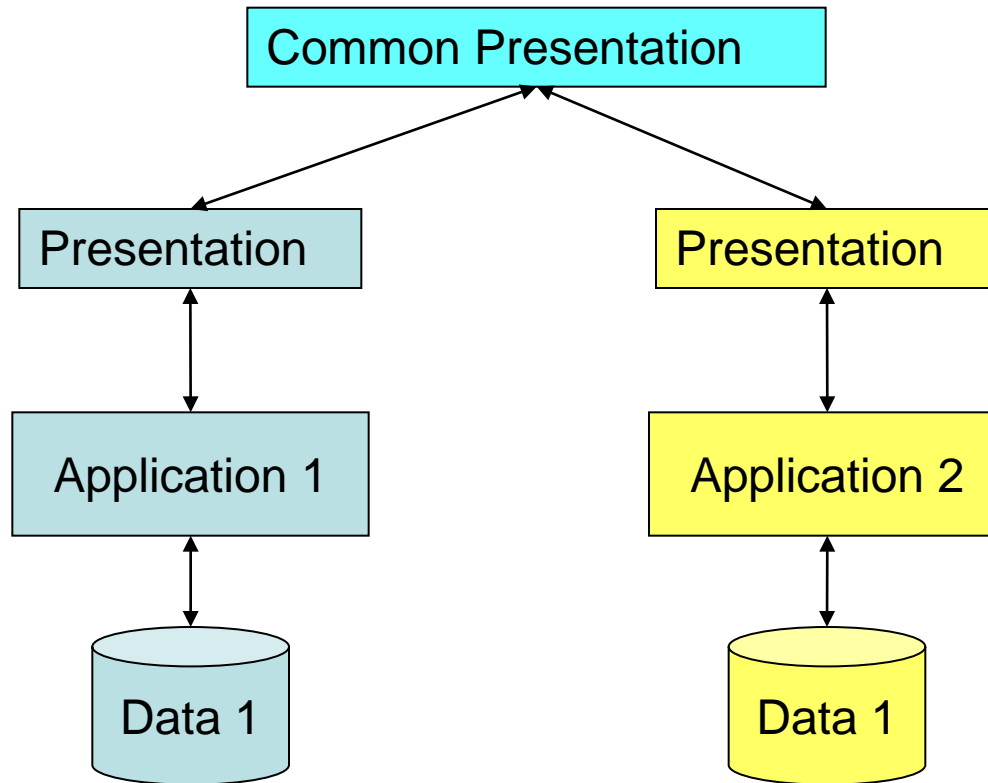 Common Presentation
Presentation
Presentation
Application 1
Application 2
Data 1
Data 1